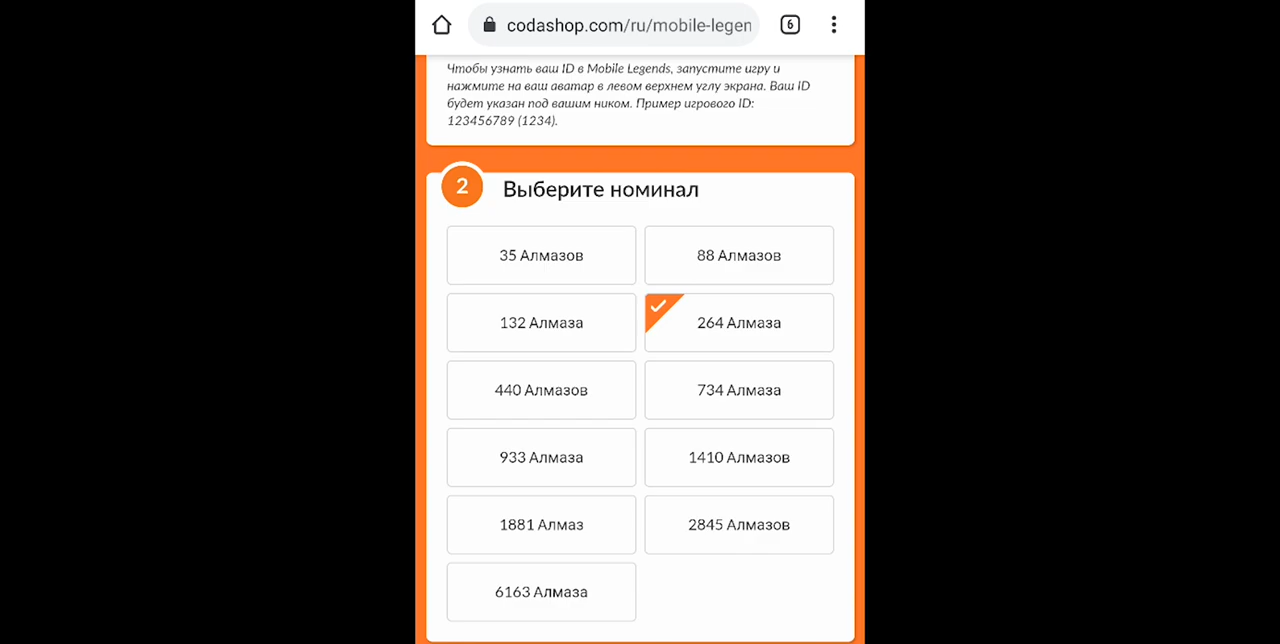 codashop.com/ru/mobile-legen
6
Чтобы узнать ваш ID в Mobile Legends, запустите игру и
нажмите на ваш аватар в левом верхнем углу экрана. Ваш ID
будет указан под вашим ником. Пример игрового ID:
123456789 (1234).
2
Выберите номинал
35 Алмазов
88 Алмазов
132 Алмаза
264 Алмаза
440 Алмазов
734 Алмаза
933 Алмаза
1410 Алмазов
1881 Алмаз
2845 Алмазов
6163 Алмаза